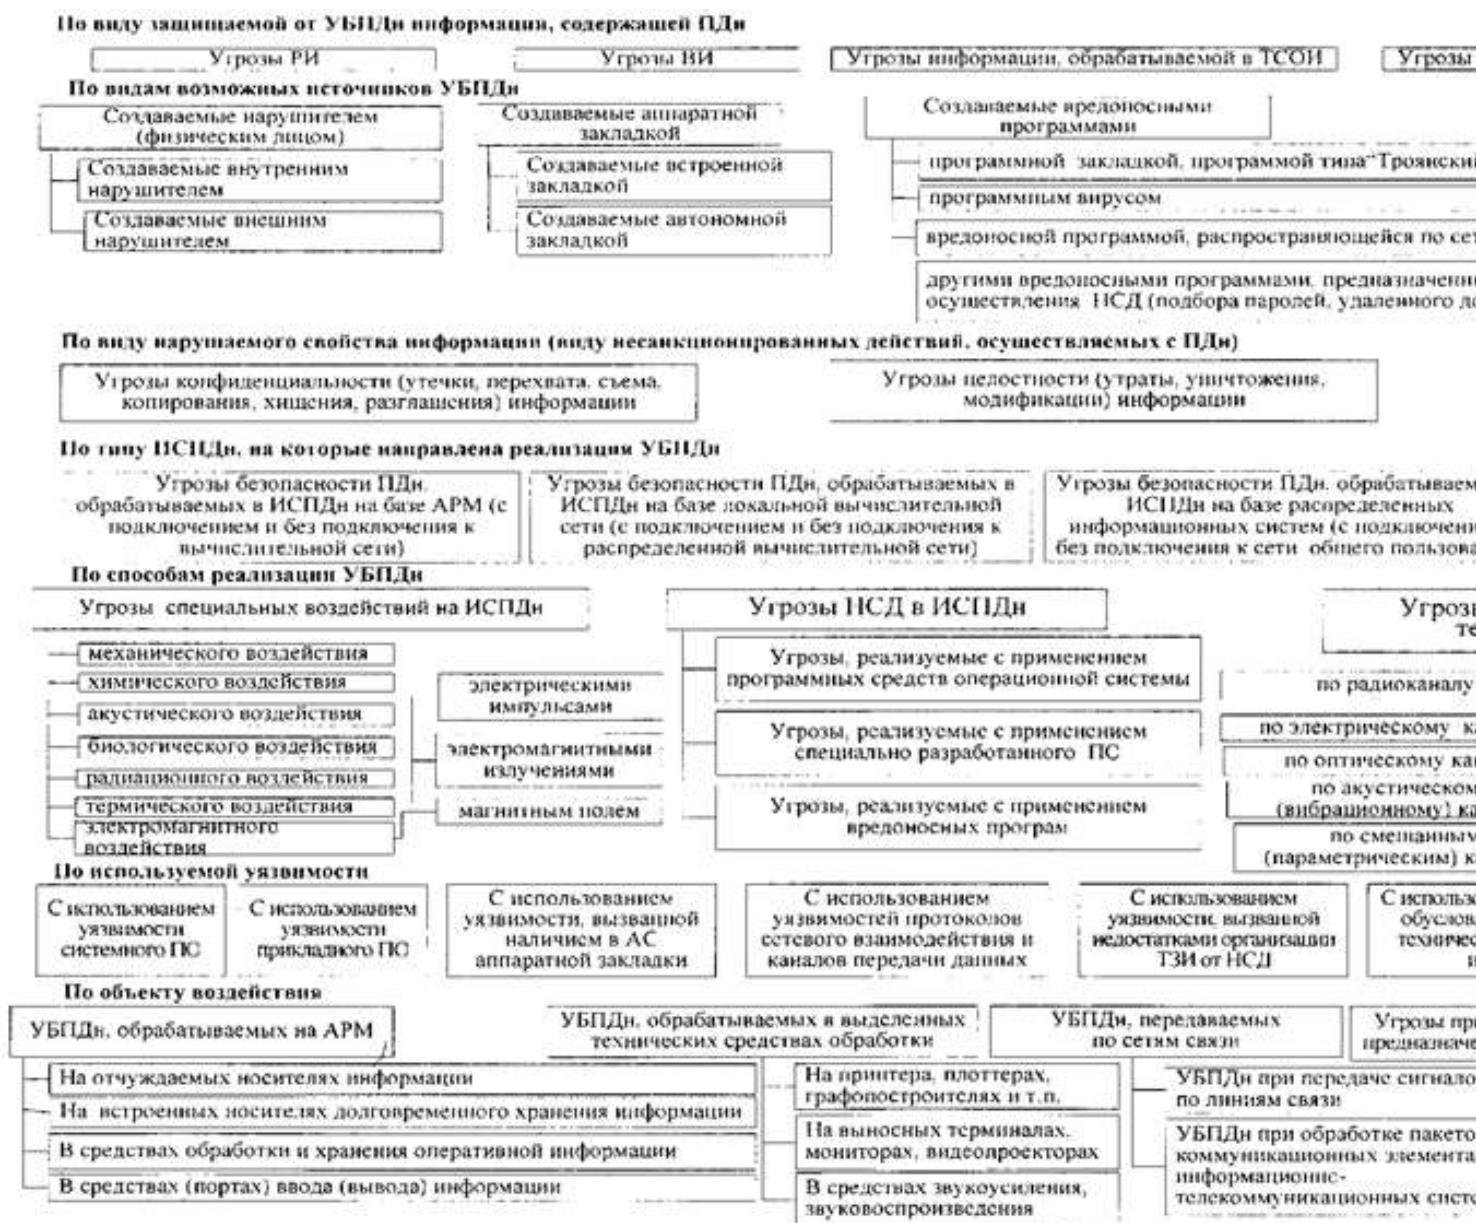 По виду защищаемой от УБПДн информации, содержащей ПДн
Угрозы РИ
Угрозы ВИ
Угрозы информации, обрабатываемой в ТСОИ
Угрозы
По видам возможных источников УБПДн
Создаваемые нарушителем
(физическим лицом)
Создаваемые внутренним
нарушителем
Создаваемые внешним
нарушителем
Создаваемые аппаратной
закладкой
Создаваемые встроенной
закладкой
Создаваемые автономной
закладкой
Создаваемые вредоносными
программами
программной закладкой, программой типа "Троянский
программным вирусом
вредоносной программой, распространяющейся по сет
другими вредоносными программами, предназначенн
осуществления НСД (подбора паролей, удаленного до
По виду нарушаемого свойства информации (виду несанкционированных действий, осуществляемых с ПДн)
Угрозы конфиденциальности (утечки, перехвата, съема,
копирования, хищения, разглашения) информации
Угрозы целостности (утраты, уничтожения,
модификации) информации
По типу ИСПДн, на которые направлена реализация УБПДн
Угрозы безопасности ПДн,
обрабатываемых в ИСПДн на базе АРМ (с
подключением и без подключения к
вычислительной сети)
Угрозы безопасности ПДн, обрабатываемых в
ИСПДн на базе локальной вычислительной
сети (с подключением и без подключения к
распределенной вычислительной сети)
Угрозы безопасности ПДн, обрабатываем
ИСПДн на базе распределенных
информационных систем (с подключени
без подключения к сети общего пользова
По способам реализации УБПДн
Угрозы специальных воздействий на ИСПДн
механического воздействия
химического воздействия
акустического воздействия
биологического воздействия
радиационного воздействия
термического воздействия
электромагнитного
воздействия
электрическими
импульсами
электромагнитными
излучениями
магнитным полем
Угрозы НСД в ИСПДн
Угрозы, реализуемые с применением
программных средств операционной системы
Угрозы, реализуемые с применением
специально разработанного ПС
Угрозы, реализуемые с применением
вредоносных програм
Угрозы
те
по радиоканалу
по электрическому ка
по оптическому кан
по акустическом
(вибрационному) ка
по смешанным
(параметрическим) к
По используемой уязвимости
С использованием
уязвимости
системного ПС
С использованием
уязвимости
прикладного ПС
С использованием
уязвимости, вызванной
наличием в АС
аппаратной закладки
С использованием
уязвимостей протоколов
сетевого взаимодействия и
каналов передачи данных
С использованием
уязвимости, вызванной
недостатками организации
ТЗИ от НСД
С использо
обуслов
техничес
и
По объекту воздействия
УБПДн, обрабатываемых на АРМ
На отчуждаемых носителях информации
На встроенных носителях долговременного хранения информации
В средствах обработки и хранения оперативной информации
В средствах (портах) ввода (вывода) информации
УБПДн, обрабатываемых в выделенных
технических средствах обработки
На принтера, плоттерах,
графопостроителях и т.п.
На выносных терминалах,
мониторах, видеопроекторах
В средствах звукоусиления,
звуковоспроизведения
УБПДн, передаваемых
по сетям связи
УБПДн при передаче сигнало
по линиям связи
УБПДн при обработке пакето
коммуникационных элемента
информационно-
телекоммуникационных систе
Угрозы при
предназначе